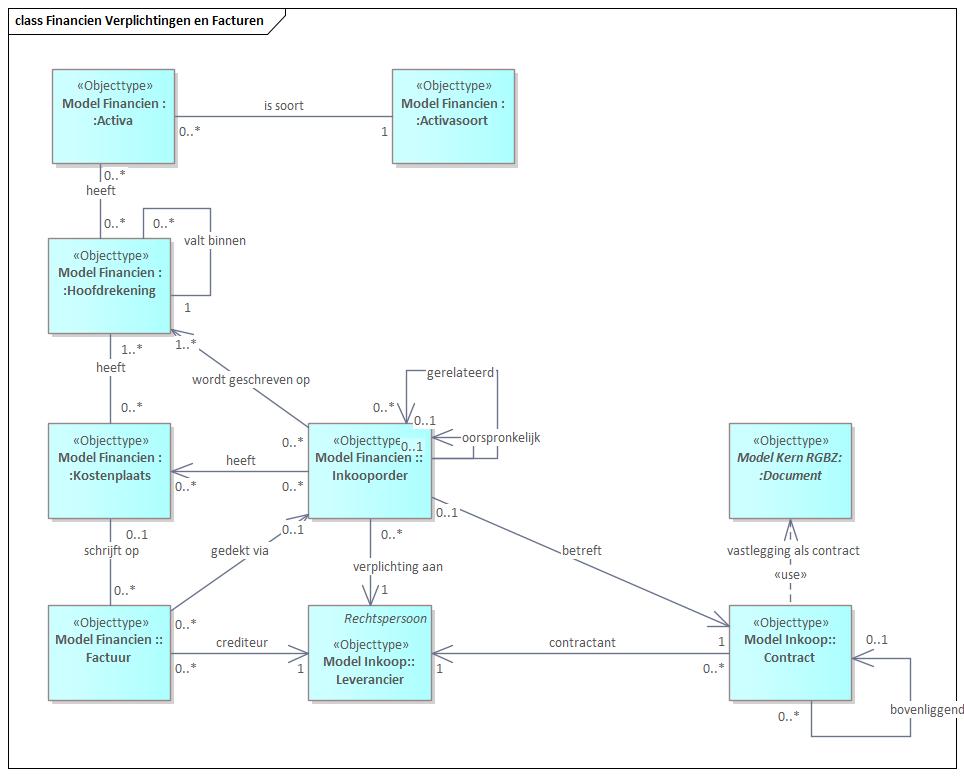 class Financien Verplichtingen en Facturen
«Objecttype»
Model Financien :
:Activa
«Objecttype»
Model Financien :
:Activasoort
is soort
0..*
1
0..*
heeft
0..*
0..*
valt binnen
1
«Objecttype»
Model Financien :
:Hoofdrekening
1..*
heeft
0..*
1..*
wordt geschreven op
0..*
gerelateerd
0..*
0..1
oorspronkelijk
0..1
«Objecttype»
Model Financien :
:Kostenplaats
heeft
0..*
0..*
«Objecttype»
Model Financien ::
Inkooporder
«Objecttype»
Model Kern RGBZ:
:Document
0..1
schrijft op
0..*
gedekt via
0..1
0..*
0..*
verplichting aan
1
0..1
betreft
1
vastlegging als contract
«use»
«Objecttype»
Model Financien ::
Factuur
crediteur
0..*
1
Rechtspersoon
«Objecttype»
Model Inkoop::
Leverancier
contractant
1
0..*
«Objecttype»
Model Inkoop::
Contract
0..1
bovenliggend
0..*